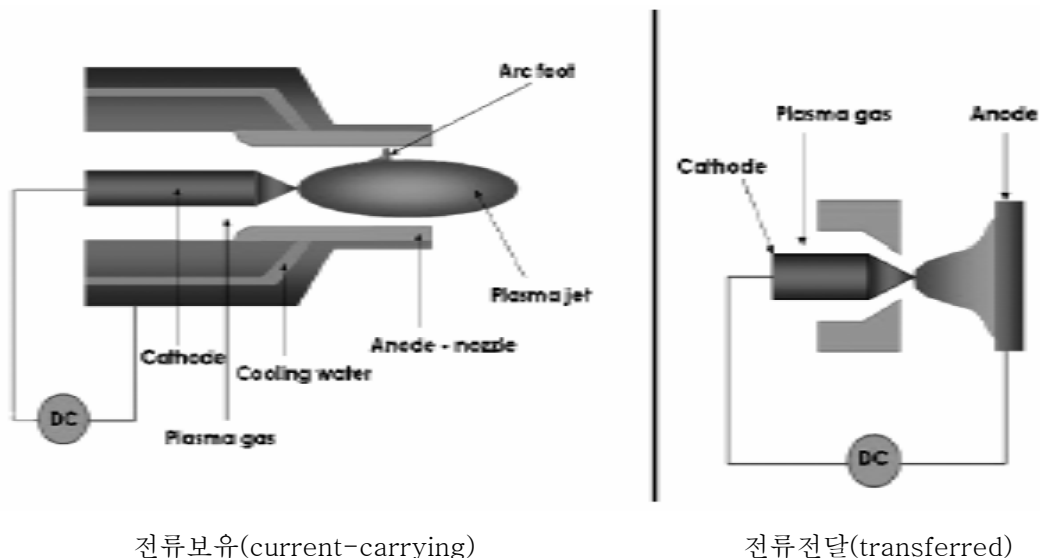 Arc foot
Cathode
Cooling water
Plasma gas
Anode - nozzle
Plasma jet
DC
Plasma gas
Anode
Cathode
DC
전류보유(current-carrying)
전류전달(transferred)